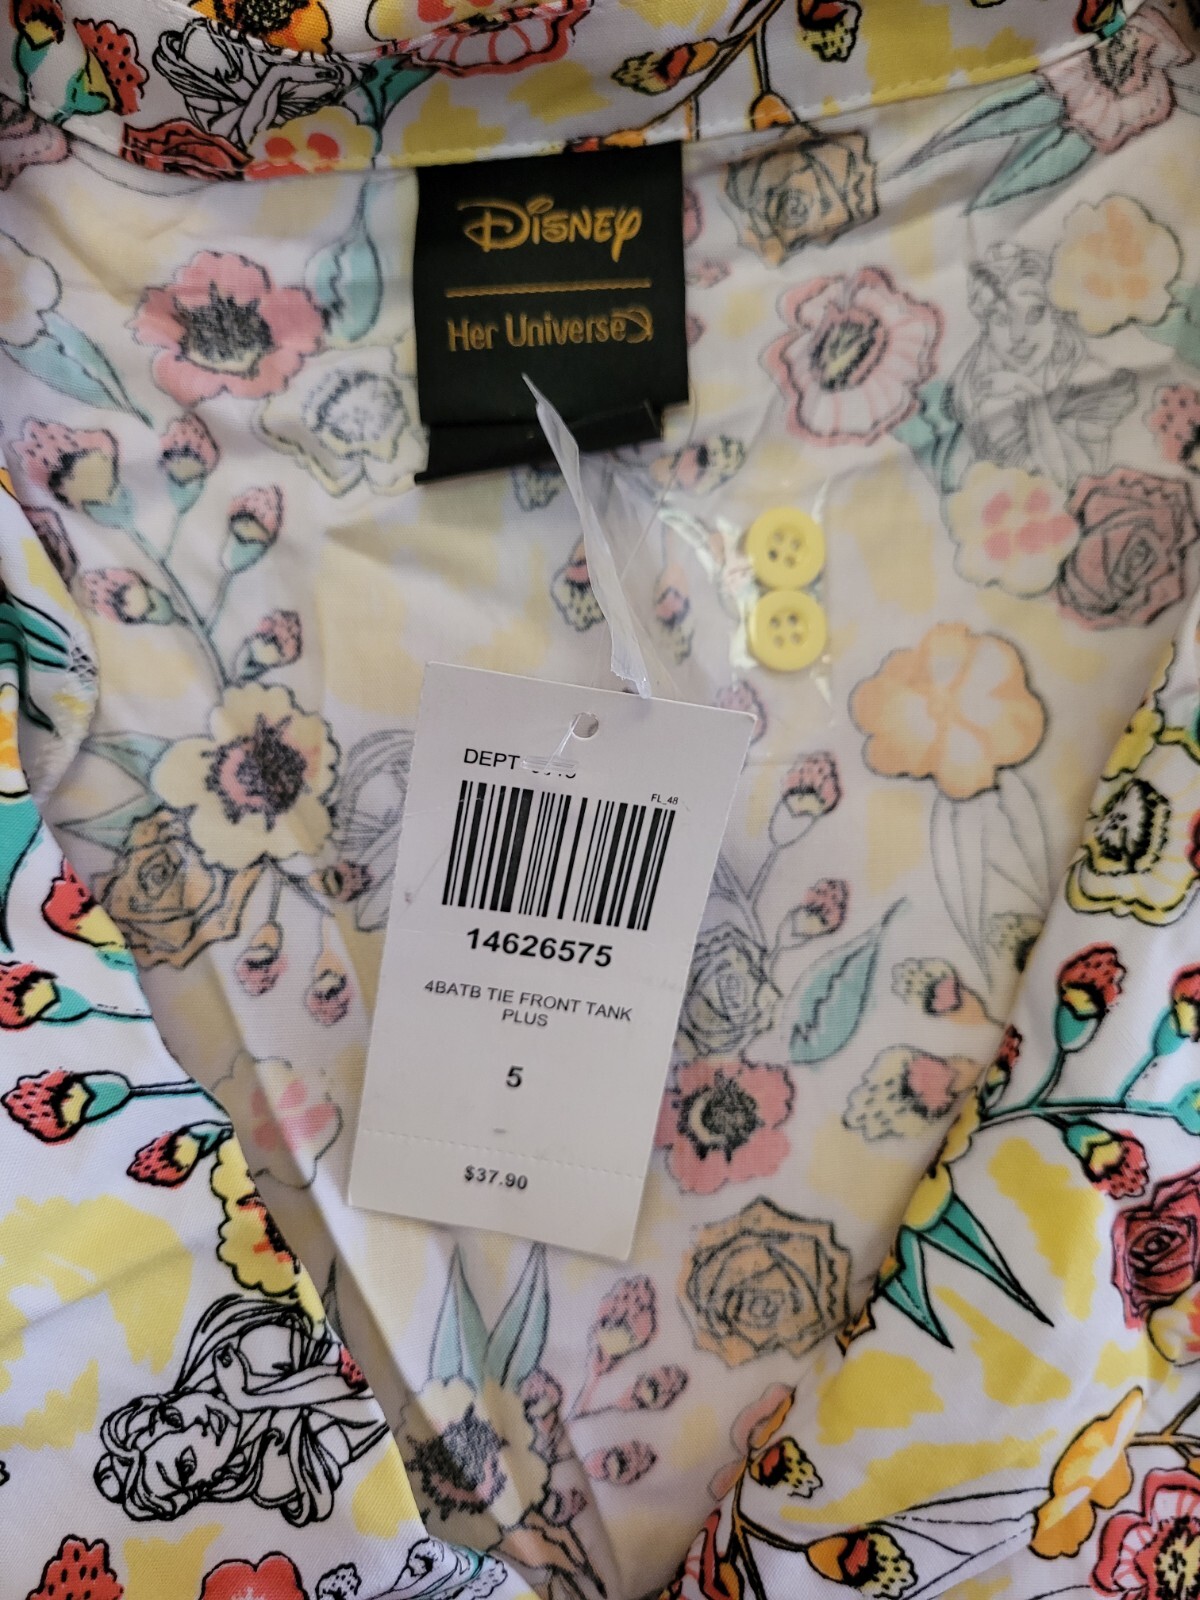 Disney
Her Universe
DEPT
FL_48
14626575
4BATB TIE FRONT TANK
PLUS
5
$37.90